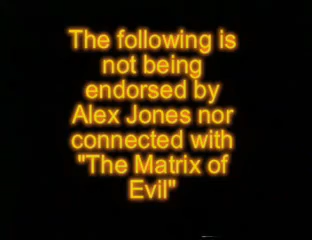 The following is
not being
endorsed by
Alex Jones nor
connected with
"The Matrix of
Evil"